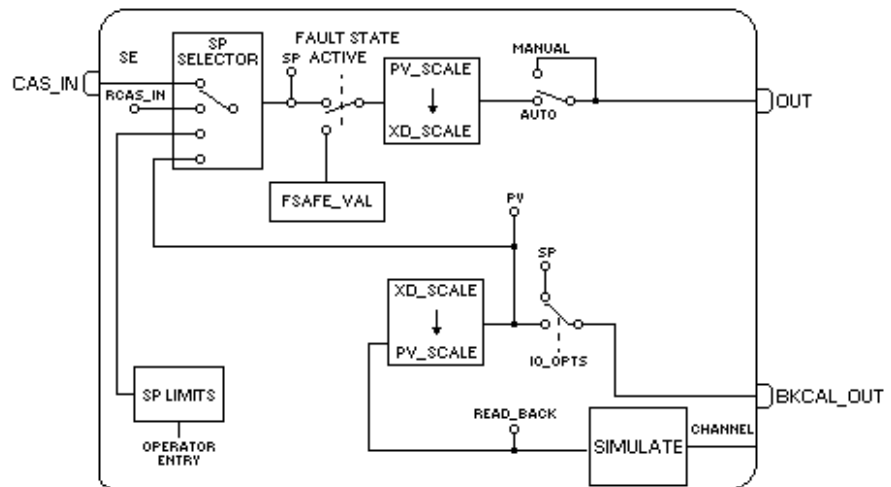 SE
SP
SELECTOR
CAS_IN
RCAS_IN
SP
FAULT STATE
ACTIVE
PV_SCALE
XD_SCALE
MANUAL
AUTO
OUT
FSAFE_VAL
PV
SP
XD_SCALE
PV_SCALE
IO_OPTS
SP LIMITS
OPERATOR
ENTRY
READ_BACK
SIMULATE
CHANNEL
BKCAL_OUT